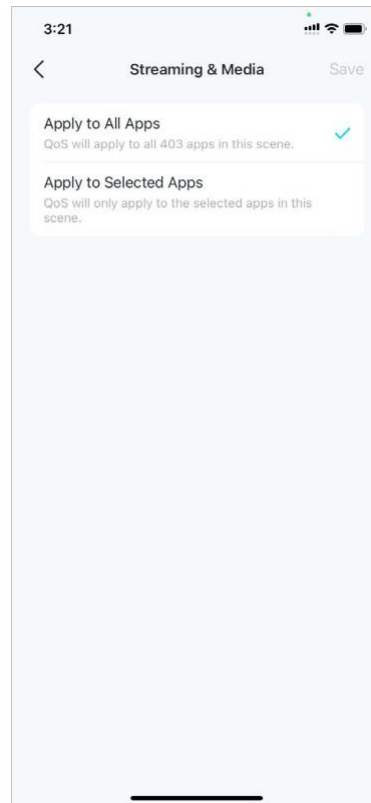 3:21
Streaming & Media
Save
Apply to All Apps
QoS will apply to all 403 apps in this scene.
Apply to Selected Apps
QoS will only apply to the selected apps in this
scene.